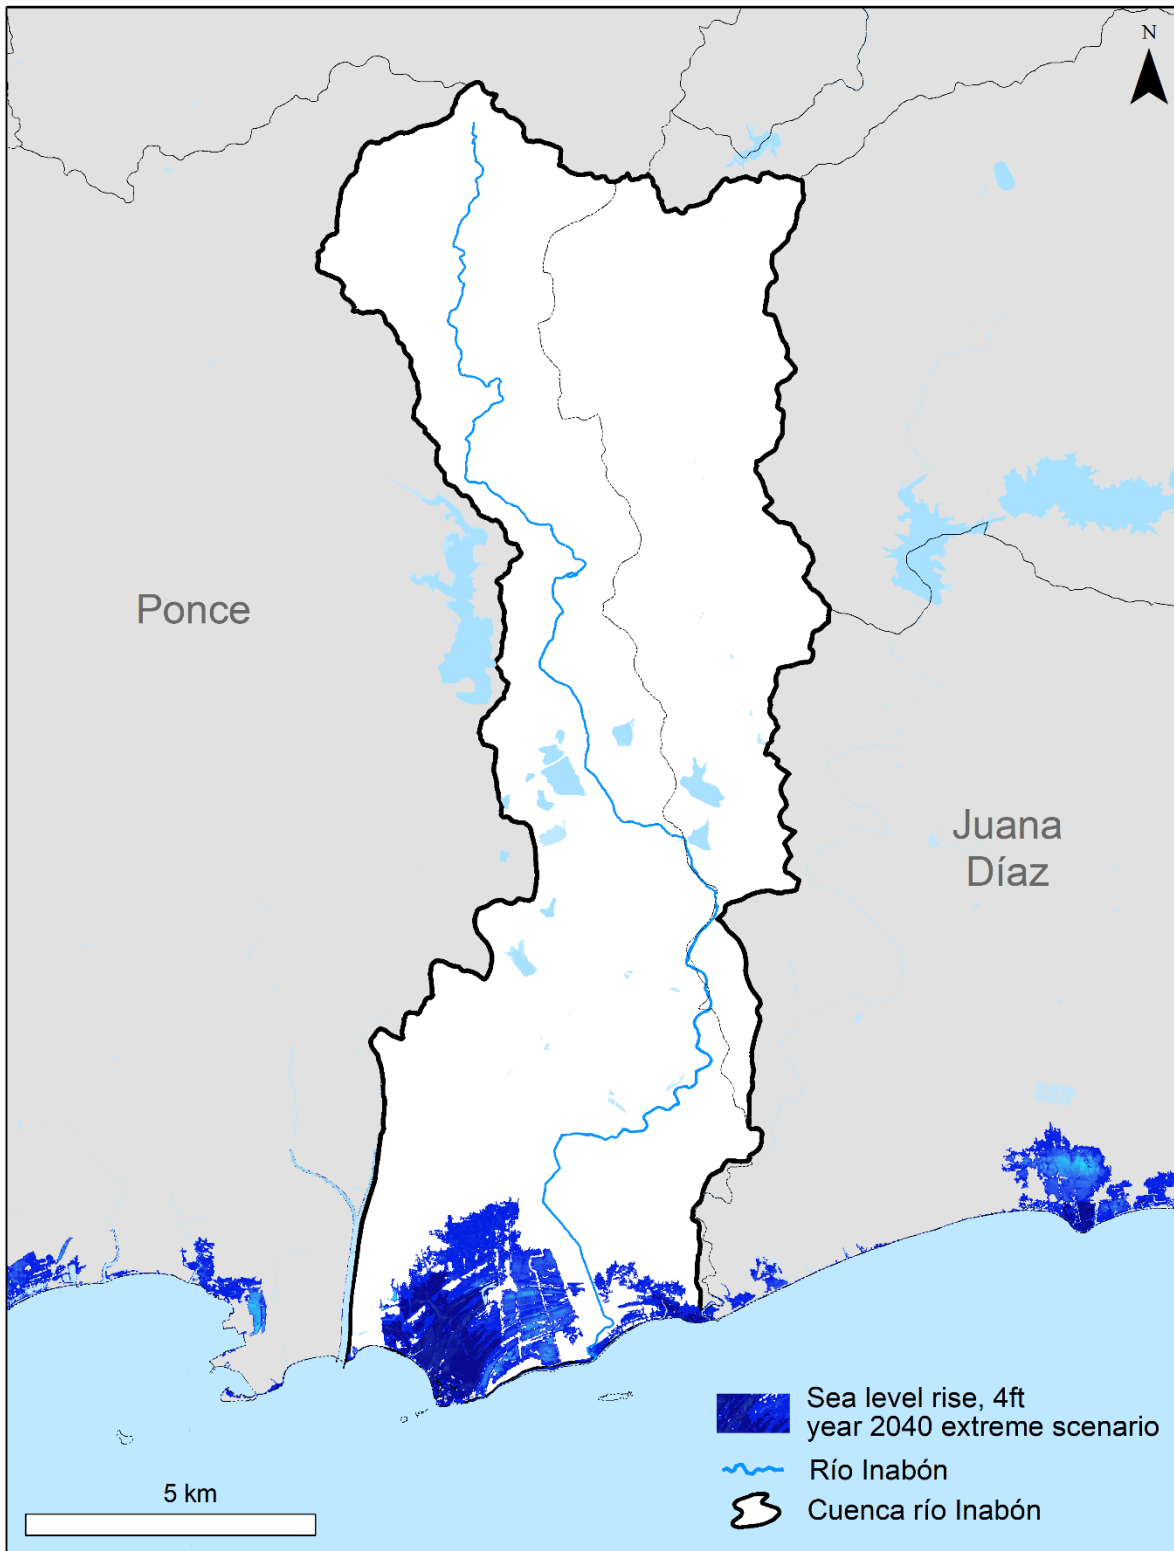 N
Ponce
Juana
Díaz
Sea level rise, 4ft
year 2040 extreme scenario
Río Inabón
Cuenca río Inabón
5 km